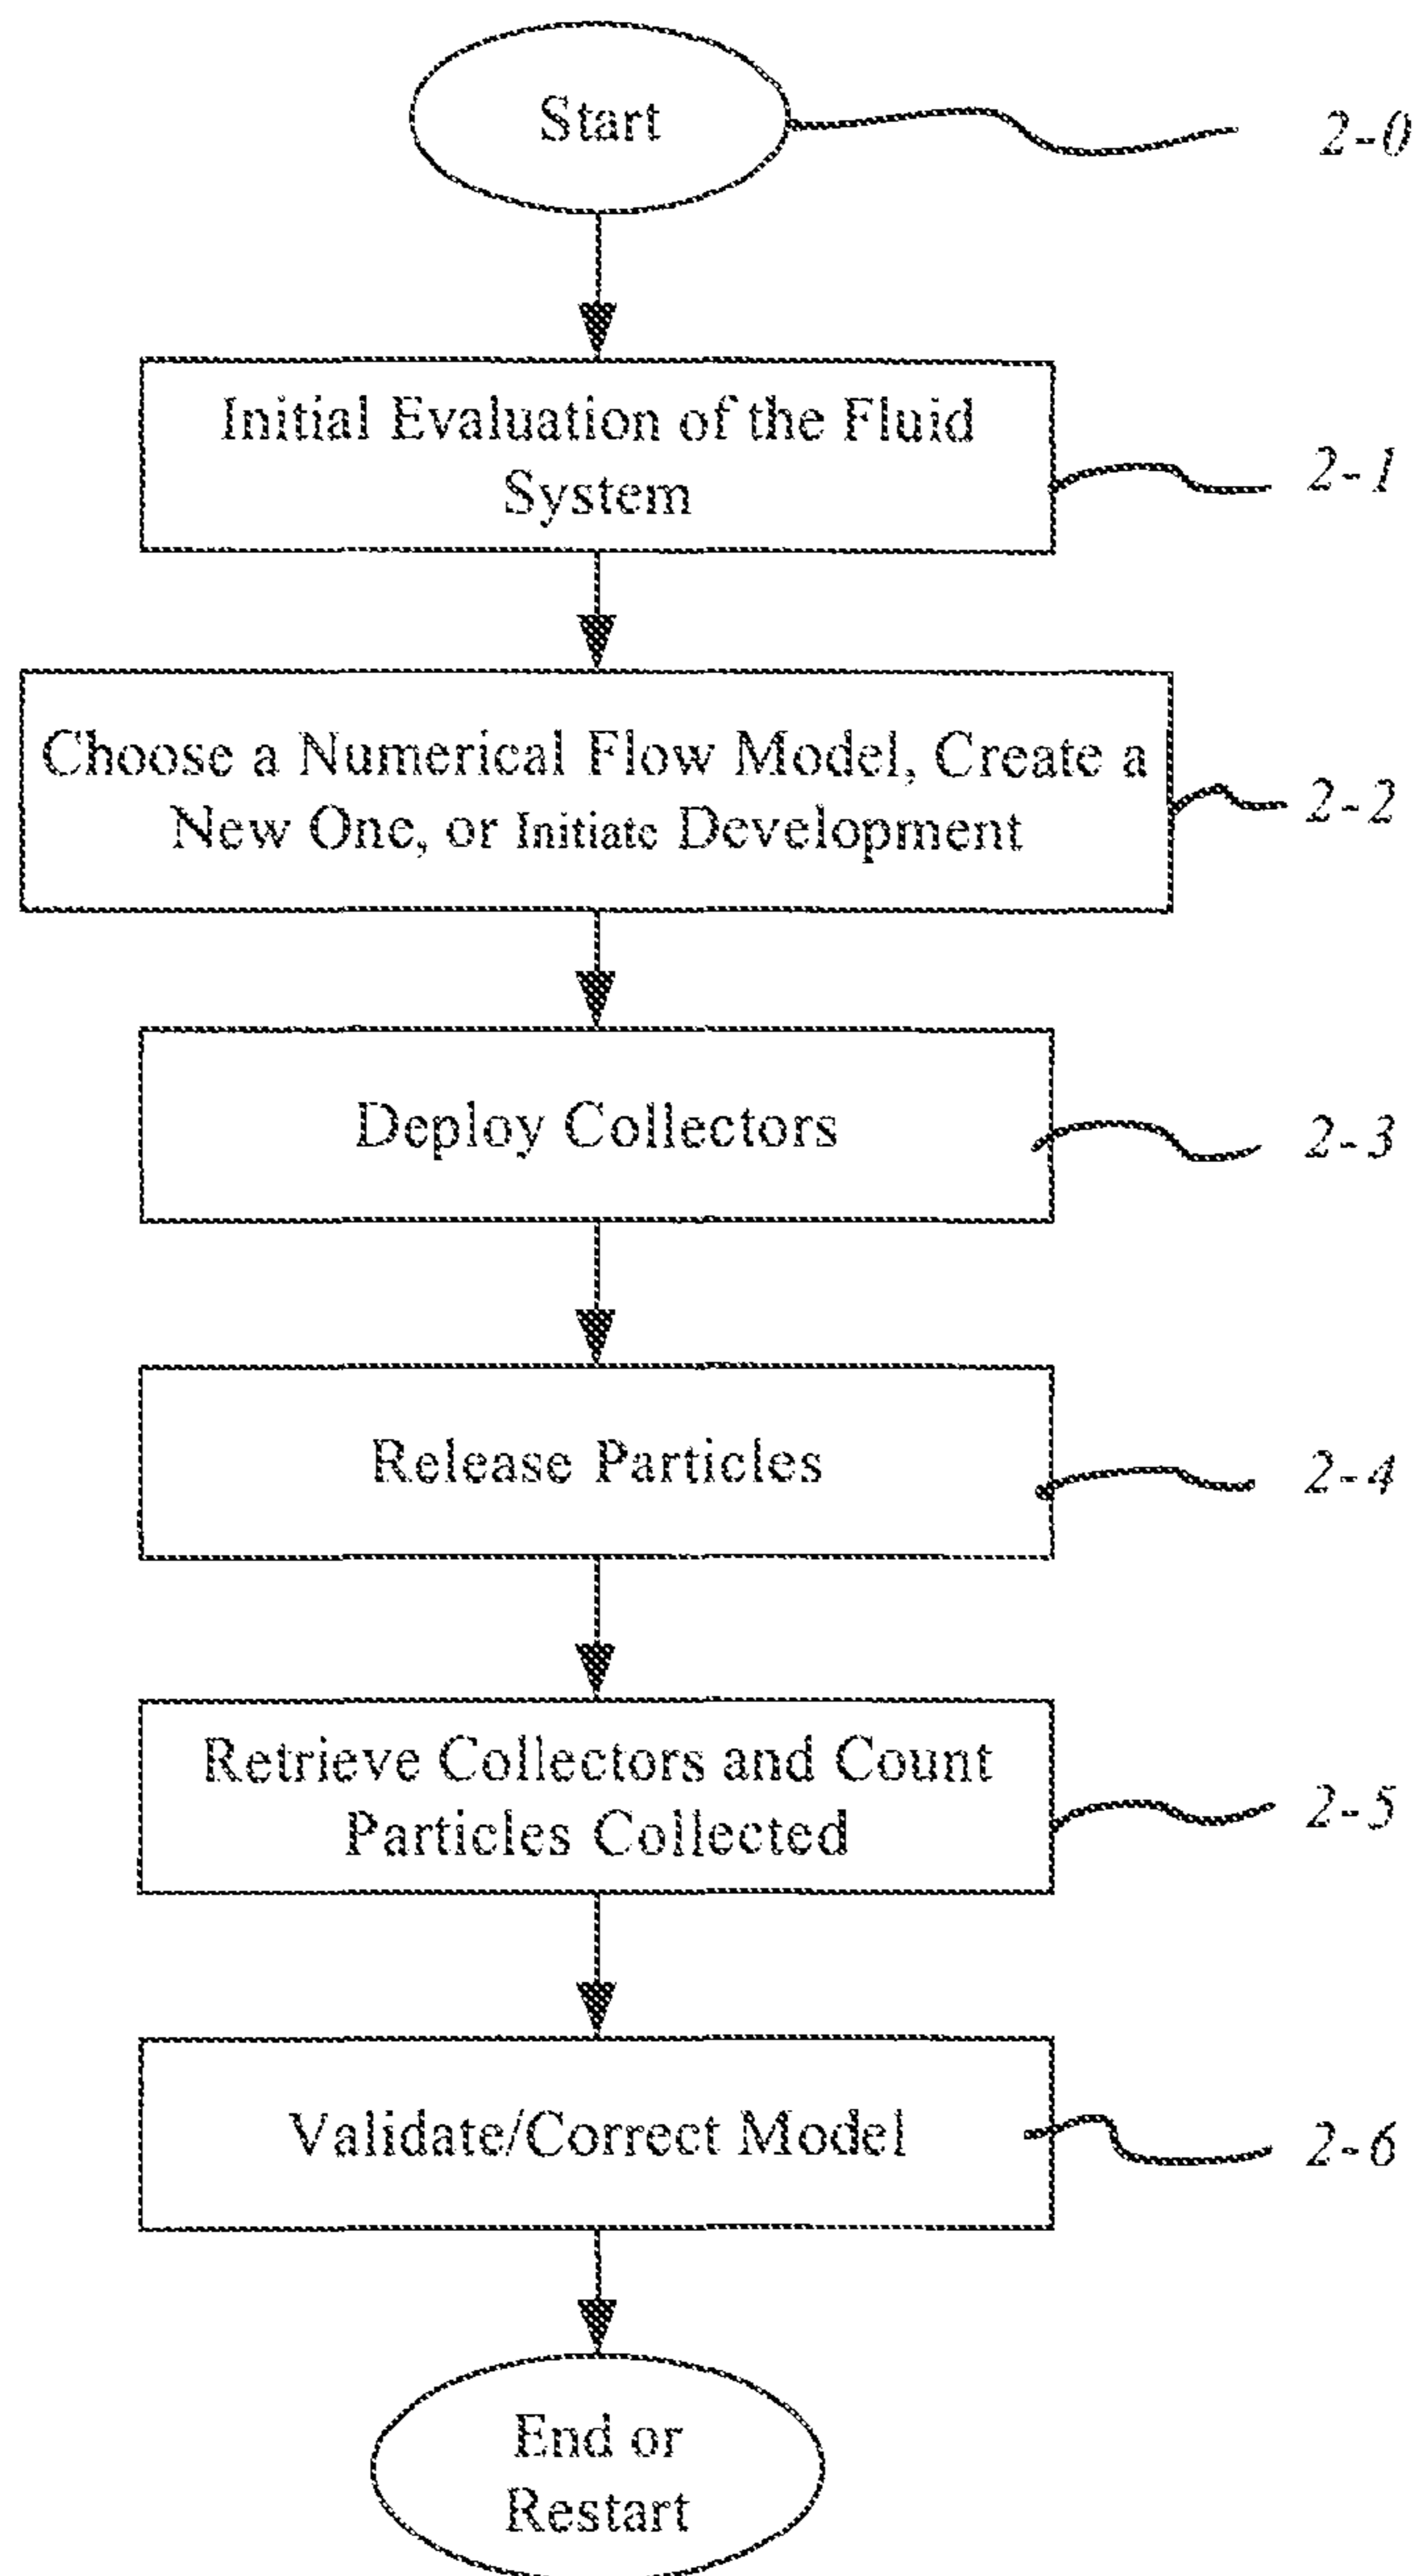 Start
2-0
Initial Evaluation of the Fluid
System
2-1
Choose a Numerical Flow Model, Create a
New One, or Initiate Development
2-2
Deploy Collectors
2-3
Release Particles
2-4
Retrieve Collectors and Count
Particles Collected
2-5
Validate/Correct Model
2-6
End or
Restart